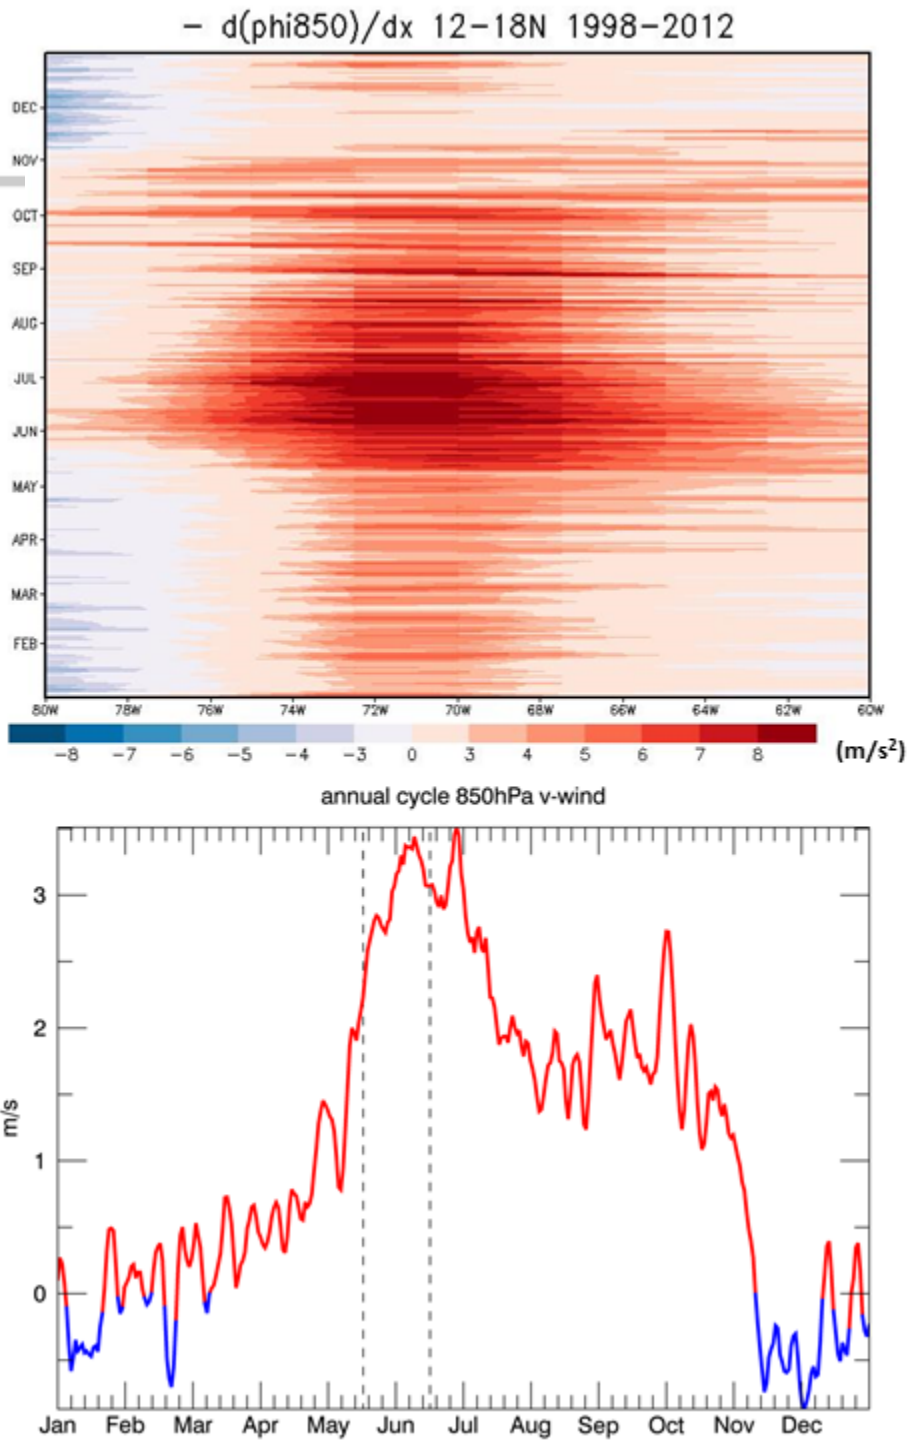 − d(phi850)/dx 12−18N 1998−2012
DEC
NOV
OCT
SEP
AUG
JUL
JUN
MAY
APR
MAR
FEB
80W 78W 76W 74W 72W 70W 68W 66W 64W 62W 60W
−8 −7 −6 −5 −4 −3 0 3 4 5 6 7 8 (m/s²)
annual cycle 850hPa v-wind
3
2
m/s
1
0
Jan Feb Mar Apr May Jun Jul Aug Sep Oct Nov Dec